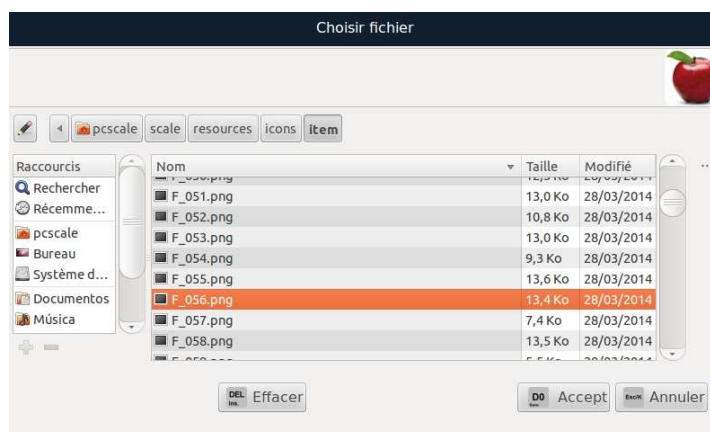 Choisir fichier
pcscale scale resources icons item
Raccourcis Nom Taille Modifié
Rechercher
Récemme...
pcscale
Bureau
Système d...
Documentos
Música
F_051.png 13,0 Ko 28/03/2014
F_052.png 10,8 Ko 28/03/2014
F_053.png 13,0 Ko 28/03/2014
F_054.png 9,3 Ko 28/03/2014
F_055.png 13,6 Ko 28/03/2014
F_056.png 13,4 Ko 28/03/2014
F_057.png 7,4 Ko 28/03/2014
F_058.png 13,5 Ko 28/03/2014
DEL Ins. Effacer D0 Accept Esc/K Annuler